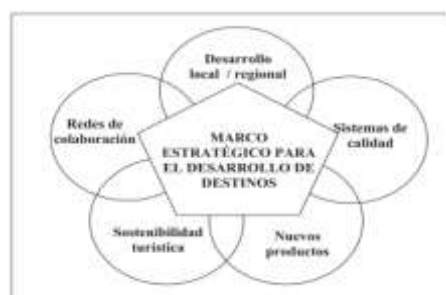 Desarrollo
local / regional
Redes de
colaboración
Sistemas de
calidad
MARCO
ESTRATÉGICO PARA
EL DESARROLLO DE
DESTINOS
Sostenibilidad
turística
Nuevos
productos